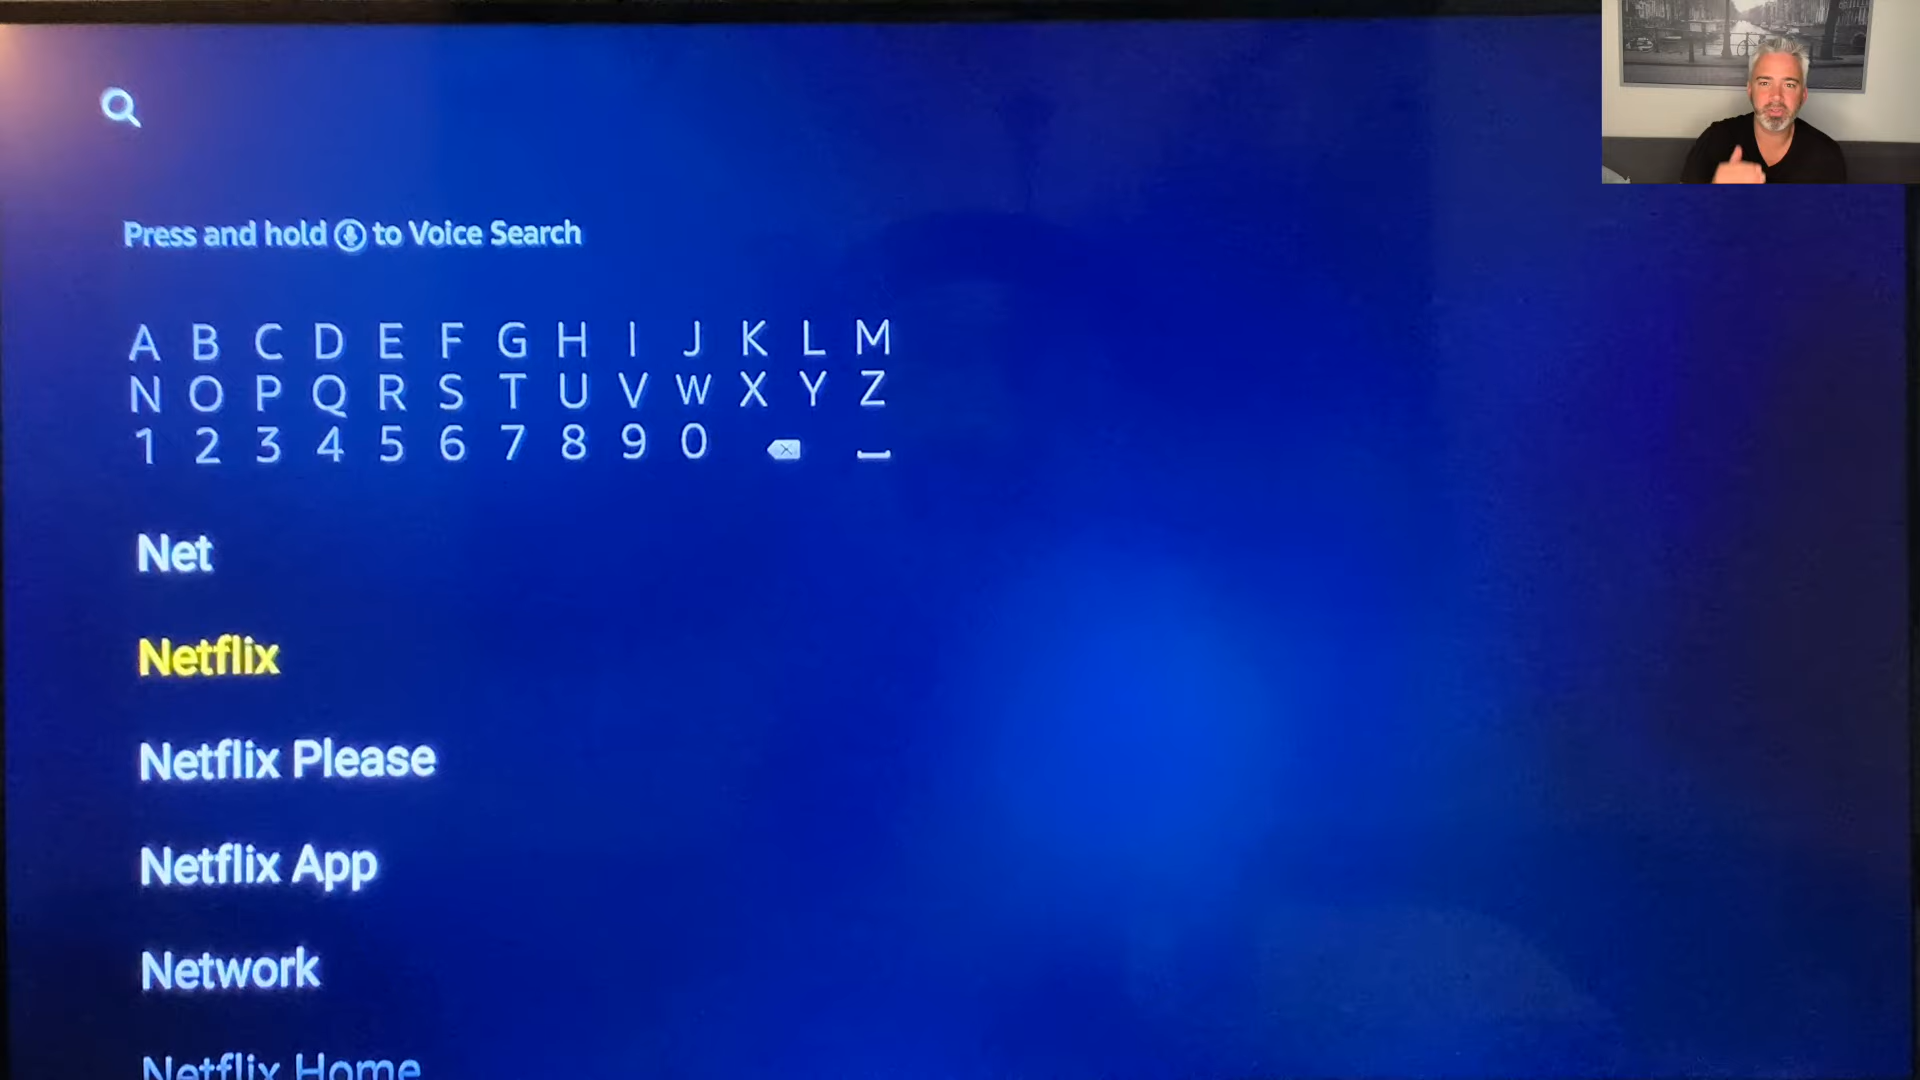 Press and hold to Voice Search
A B C D E F G H I J K L M
N O P Q R S T U V W X Y Z
1 2 3 4 5 6 7 8 9 0
Net
Netflix
Netflix Please
Netflix App
Network
Netflix Home